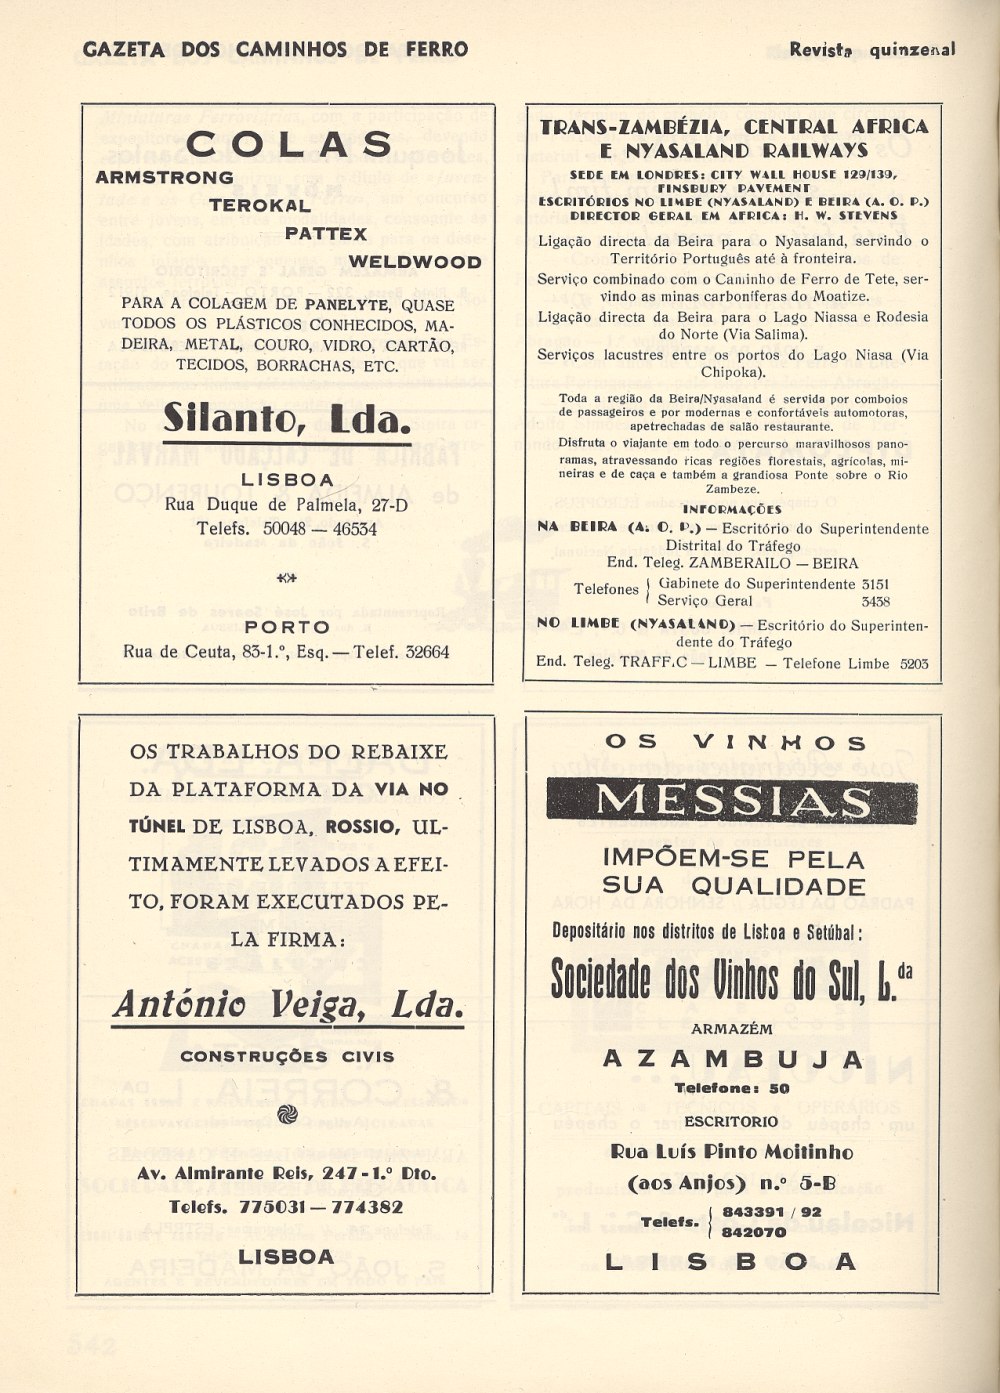 GAZETA DOS CAMINHOS DE FERRO
Revista quinzenal
COLAS
ARMSTRONG
TEROKAL
PATTEX
WELDWOOD
PARA A COLAGEM DE PANELYTE, QUASE
TODOS OS PLÁSTICOS CONHECIDOS, MA-
DEIRA, METAL, COURO, VIDRO, CARTÃO,
TECIDOS, BORRACHAS, ETC.
Silanto, Lda.
LISBOA
Rua Duque de Palmela, 27-D
Telefs. 50048 — 46534
PORTO
Rua de Ceuta, 83-1.º, Esq. — Telef. 32664
TRANS-ZAMBÉZIA, CENTRAL AFRICA
E NYASALAND RAILWAYS
SEDE EM LONDRES: CITY WALL HOUSE 129/139,
FINSBURY PAVEMENT
ESCRITÓRIOS NO LIMBE (NYASALAND) E BEIRA (A. O. P.)
DIRECTOR GERAL EM AFRICA: H. W. STEVENS
Ligação directa da Beira para o Nyasaland, servindo o
Território Português até à fronteira.
Serviço combinado com o Caminho de Ferro de Tete, ser-
vindo as minas carboníferas do Moatize.
Ligação directa da Beira para o Lago Niassa e Rodesia
do Norte (Via Salima).
Serviços lacustres entre os portos do Lago Niasa (Via
Chipoka).
Toda a região da Beira/Nyasaland é servida por comboios
de passageiros e por modernas e confortáveis automotoras,
apetrechadas de salão restaurante.
Disfruta o viajante em todo o percurso maravilhosos pano-
ramas, atravessando ricas regiões florestais, agrícolas, mi-
neiras e de caça e também a grandiosa Ponte sobre o Rio
Zambeze.
INFORMAÇÕES
NA BEIRA (A. O. P.) — Escritório do Superintendente
Distrital do Tráfego
End. Teleg. ZAMBERAILO — BEIRA
Telefones { Gabinete do Superintendente 3151
Serviço Geral 3438
NO LIMBE (NYASALAND) — Escritório do Superinten-
dente do Tráfego
End. Teleg. TRAFFIC — LIMBE — Telefone Limbe 5203
OS TRABALHOS DO REBAIXE
DA PLATAFORMA DA VIA NO
TÚNEL DE LISBOA, ROSSIO, UL-
TIMAMENTE LEVADOS A EFEI-
TO, FORAM EXECUTADOS PE-
LA FIRMA:
António Veiga, Lda.
CONSTRUÇÕES CIVIS
Av. Almirante Reis, 247-1.º Dto.
Telefs. 775031 — 774382
LISBOA
OS VINHOS
MESSIAS
IMPÕEM-SE PELA
SUA QUALIDADE
Depositário nos distritos de Lisboa e Setúbal:
Sociedade dos Vinhos do Sul, L.da
ARMAZÉM
AZAMBUJA
Telefone: 50
ESCRITORIO
Rua Luís Pinto Moitinho
(aos Anjos) n.º 5-B
Telefs. { 843391 / 92
842070
LISBOA